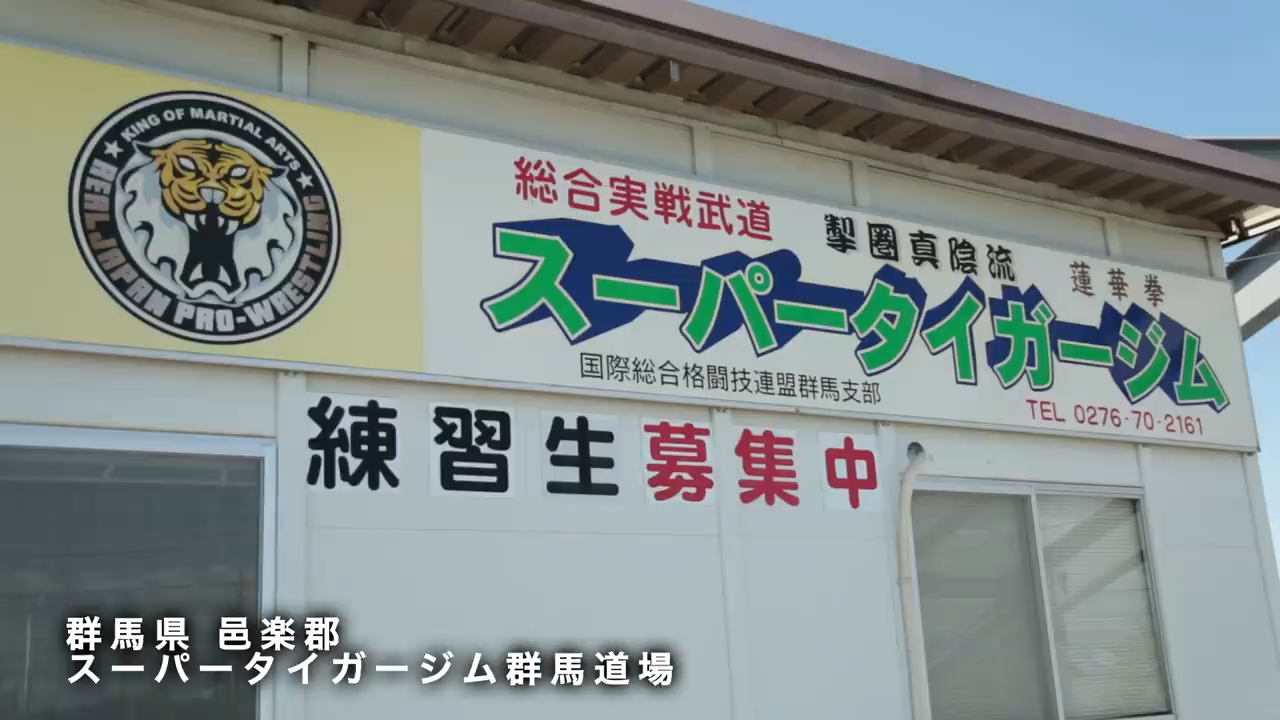 KING OF MARTIAL ARTS
REAL JAPAN PRO-WRESTLING
総合実戦武道 掣圏真陰流 蓮華拳
スーパータイガージム
国際総合格闘技連盟群馬支部
TEL 0276-70-2161
練習生募集中
群馬県 邑楽郡
スーパータイガージム群馬道場